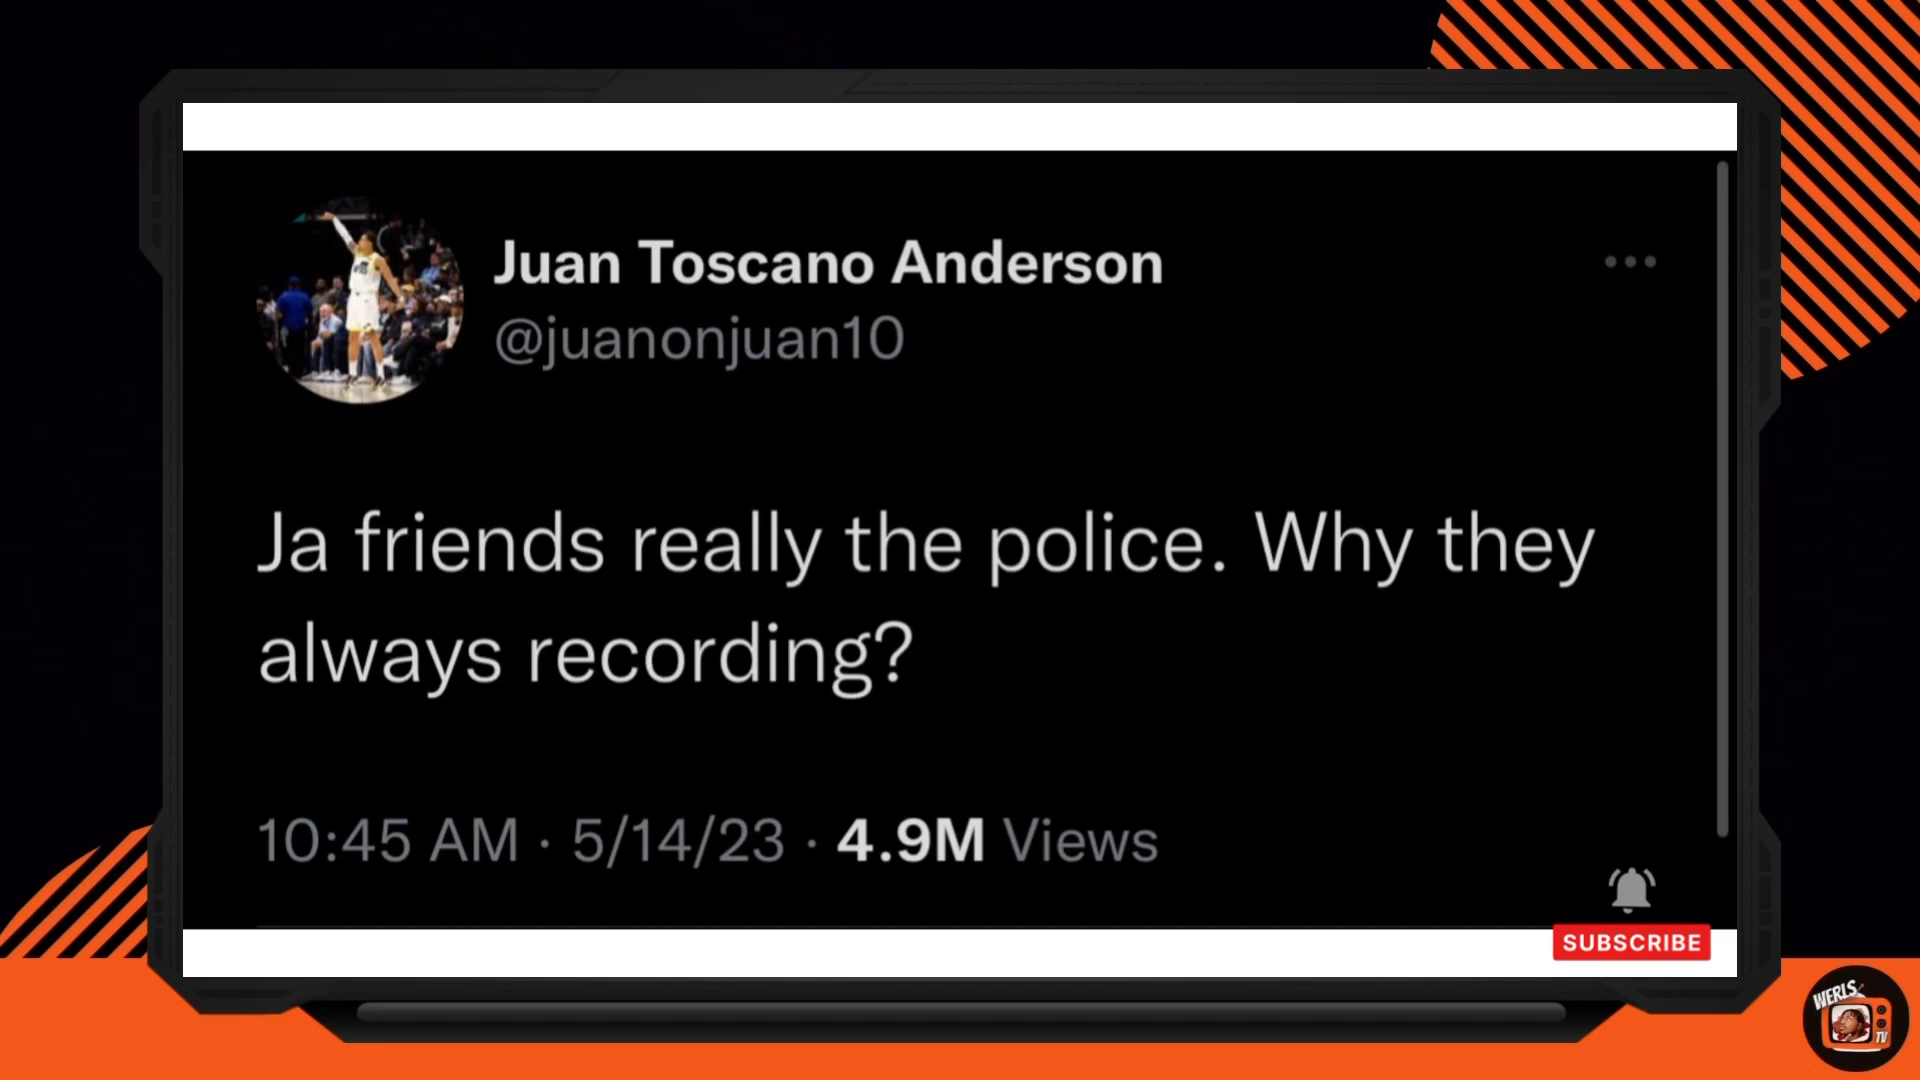 Juan Toscano Anderson
@juanonjuan10
Ja friends really the police. Why they
always recording?
10:45 AM · 5/14/23 · 4.9M Views
SUBSCRIBE
WERLS
TV